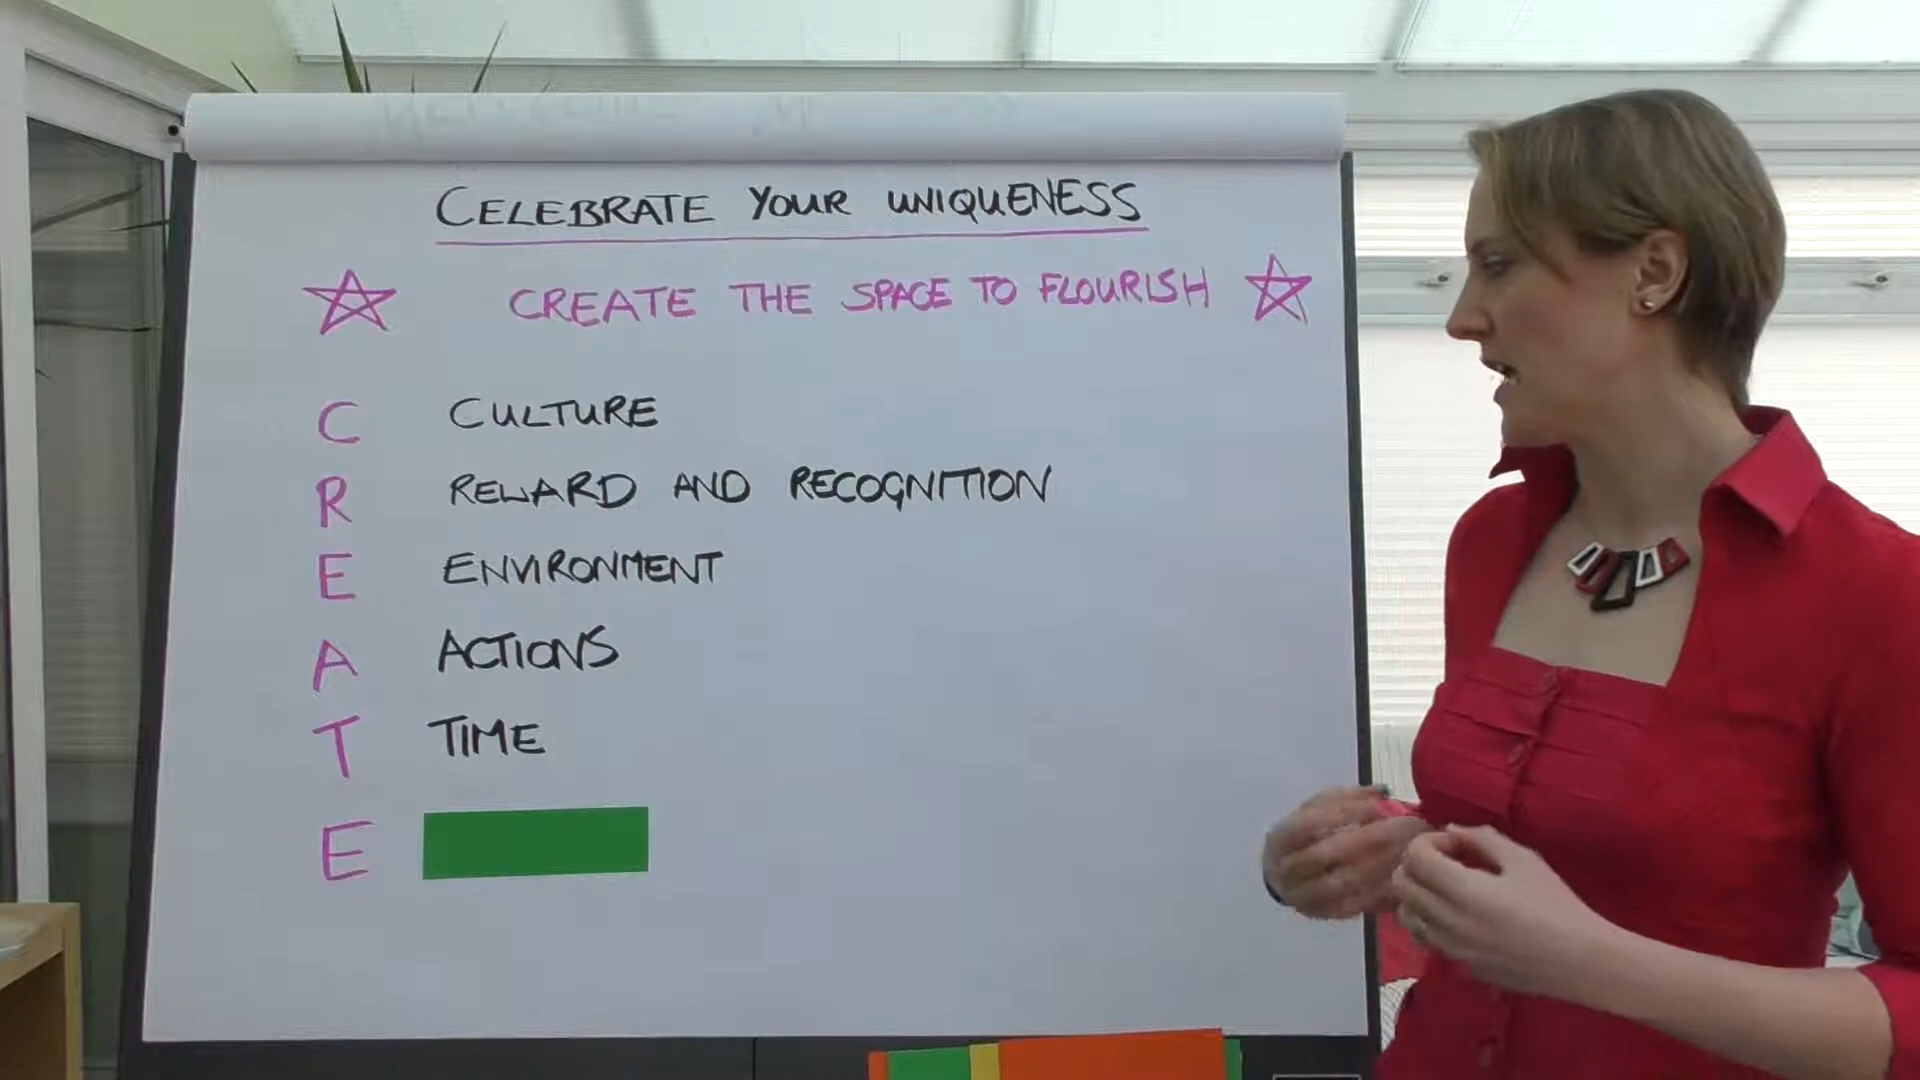 CELEBRATE YOUR UNIQUENESS
CREATE THE SPACE TO FLOURISH
C CULTURE
R REWARD AND RECOGNITION
E ENVIRONMENT
A ACTIONS
T TIME
E